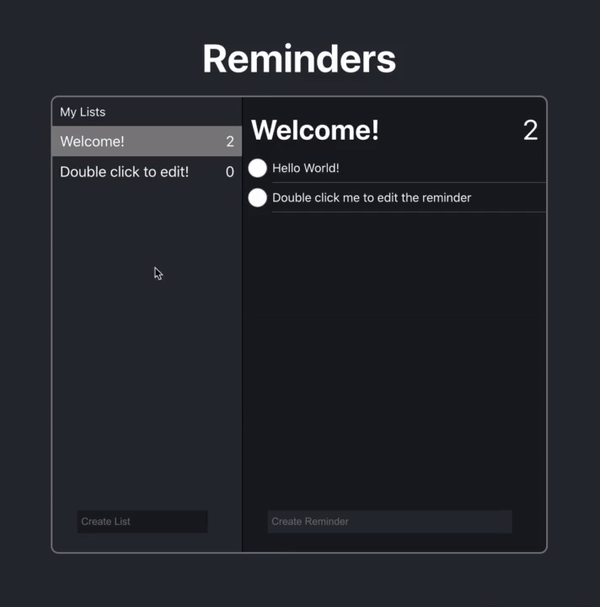 Reminders
My Lists
Welcome! 2
Double click to edit! 0
Create List
Welcome! 2
Hello World!
Double click me to edit the reminder
Create Reminder